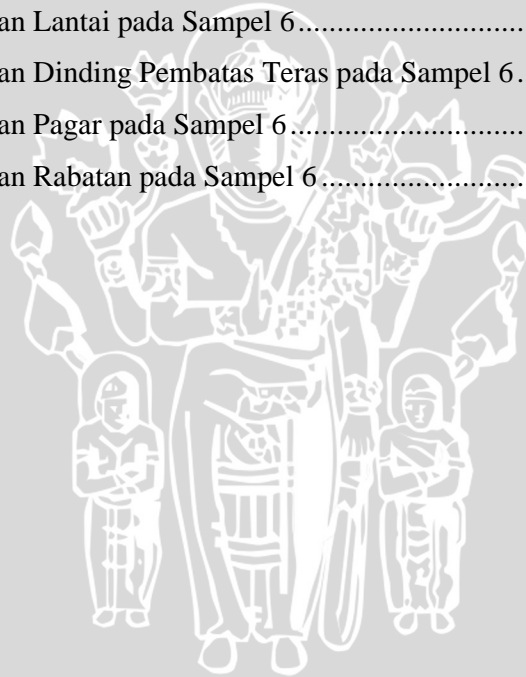 an Lantai pada Sampel 6..........................
an Dinding Pembatas Teras pada Sampel 6..
an Pagar pada Sampel 6...........................
an Rabatan pada Sampel 6.......................